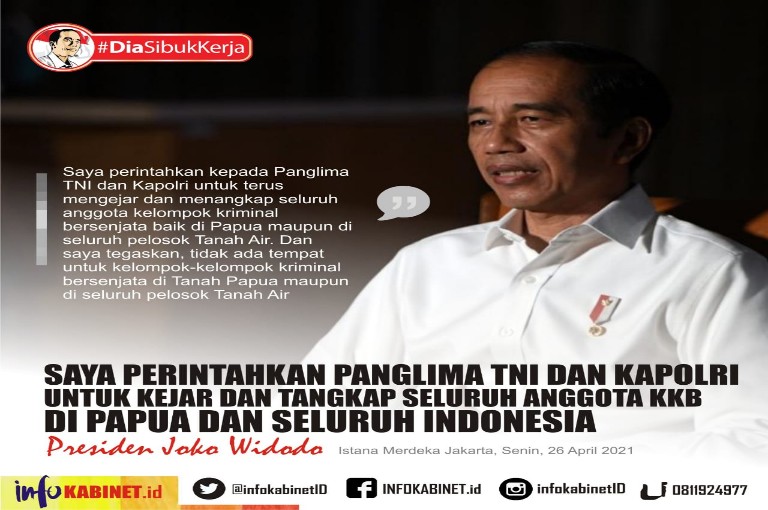 #DiaSibukKerja
Saya perintahkan kepada Panglima
TNI dan Kapolri untuk terus
mengejar dan menangkap seluruh
anggota kelompok kriminal
bersenjata baik di Papua maupun di
seluruh pelosok Tanah Air. Dan
saya tegaskan, tidak ada tempat
untuk kelompok-kelompok kriminal
bersenjata di Tanah Papua maupun
di seluruh pelosok Tanah Air
SAYA PERINTAHKAN PANGLIMA TNI DAN KAPOLRI
UNTUK KEJAR DAN TANGKAP SELURUH ANGGOTA KKB
DI PAPUA DAN SELURUH INDONESIA
Presiden Joko Widodo Istana Merdeka Jakarta, Senin, 26 April 2021
info KABINET.id @infokabinetID INFOKABINET.id infokabinetID 0811924977